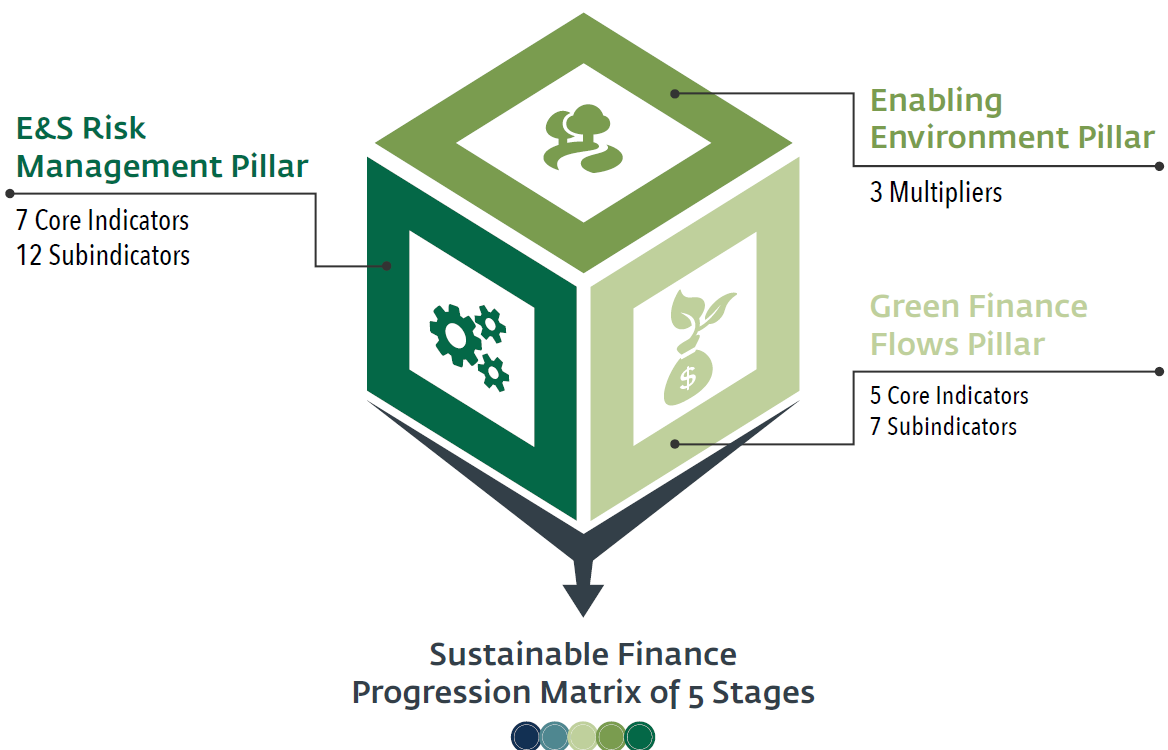 E&S Risk
Management Pillar
7 Core Indicators
12 Subindicators
Enabling
Environment Pillar
3 Multipliers
Green Finance
Flows Pillar
5 Core Indicators
7 Subindicators
$
Sustainable Finance
Progression Matrix of 5 Stages